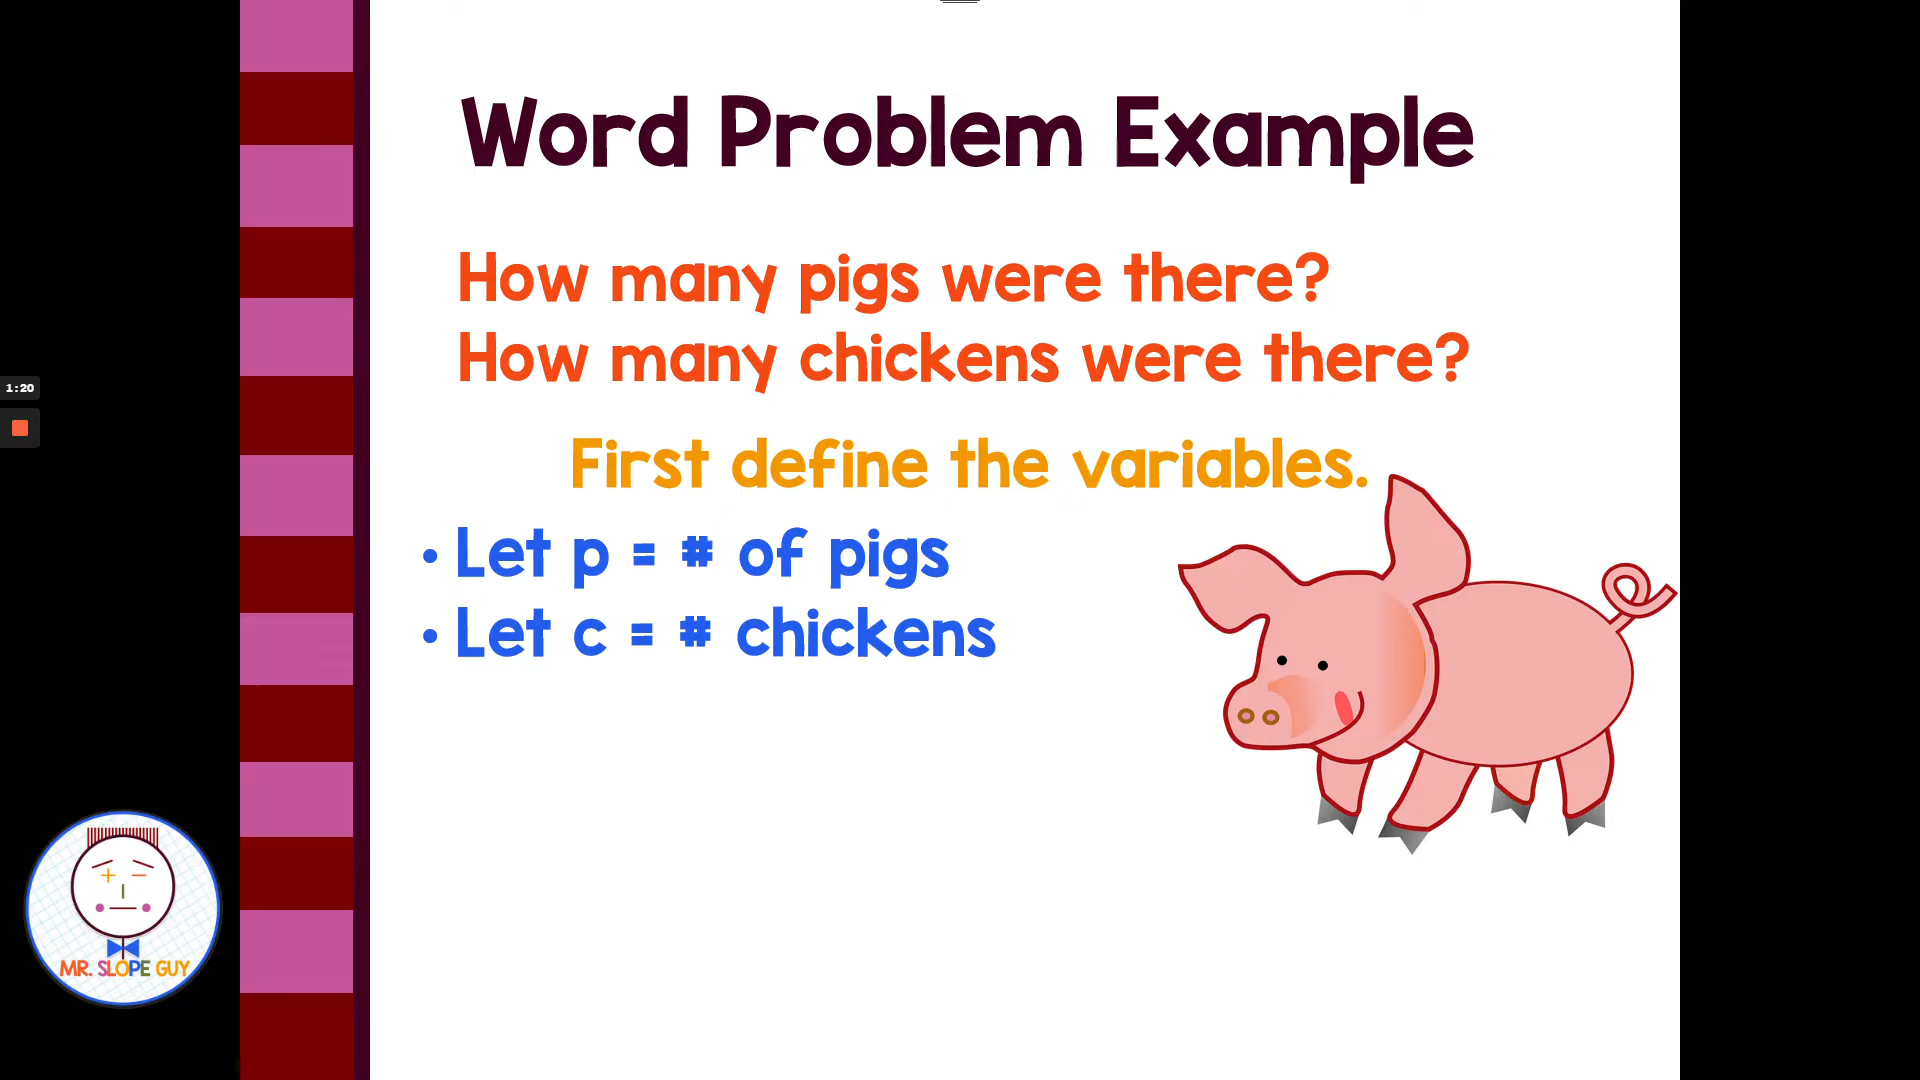 Word Problem Example
How many pigs were there?
How many chickens were there?
First define the variables.
• Let p = # of pigs
• Let c = # chickens
1:20
MR. SLOPE GUY